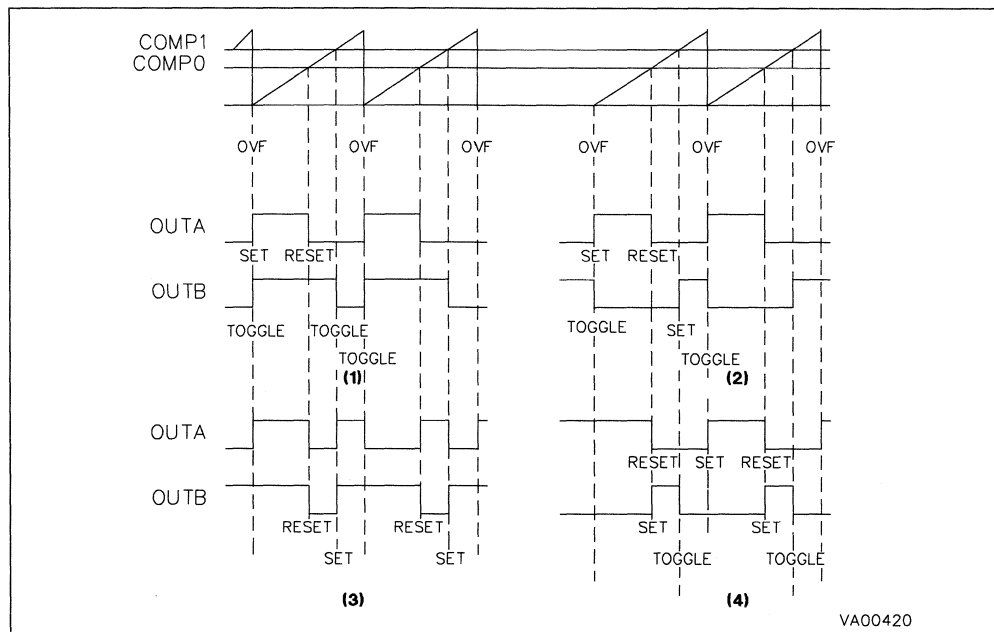 COMP1
COMP0
OVF OVF OVF OVF OVF OVF
OUTA
SET RESET SET RESET
OUTB
TOGGLE TOGGLE TOGGLE SET
TOGGLE TOGGLE
(1) (2)
OUTA
RESET SET RESET
OUTB
RESET RESET SET SET
SET SET TOGGLE TOGGLE
(3) (4)
VA00420